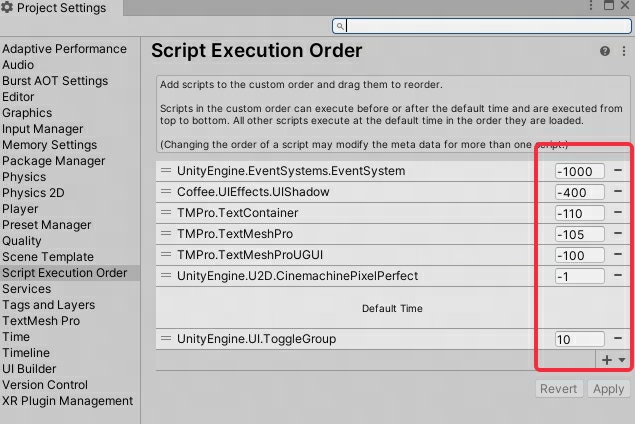 Project Settings
Adaptive Performance
Audio
Burst AOT Settings
Editor
Graphics
Input Manager
Memory Settings
Package Manager
Physics
Physics 2D
Player
Preset Manager
Quality
Scene Template
Script Execution Order
Services
Tags and Layers
TextMesh Pro
Time
Timeline
UI Builder
Version Control
XR Plugin Management
Script Execution Order
Add scripts to the custom order and drag them to reorder.
Scripts in the custom order can execute before or after the default time and are executed from
top to bottom. All other scripts execute at the default time in the order they are loaded.
(Changing the order of a script may modify the meta data for more than one script.)
UnityEngine.EventSystems.EventSystem -1000
Coffee.UIEffects.UIShadow -400
TMPro.TextContainer -110
TMPro.TextMeshPro -105
TMPro.TextMeshProUGUI -100
UnityEngine.U2D.CinemachinePixelPerfect -1
Default Time
UnityEngine.UI.ToggleGroup 10
Revert Apply